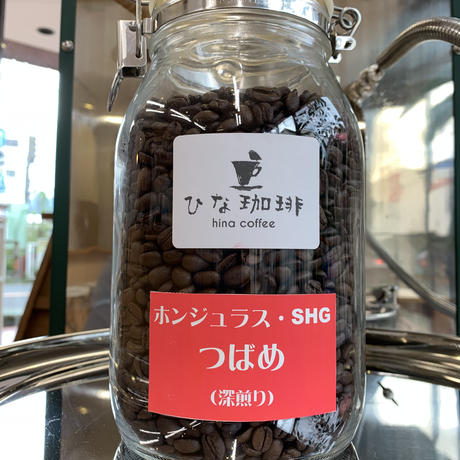 ひな珈琲
hina coffee
ホンジュラス・SHG
つばめ
(深煎り)